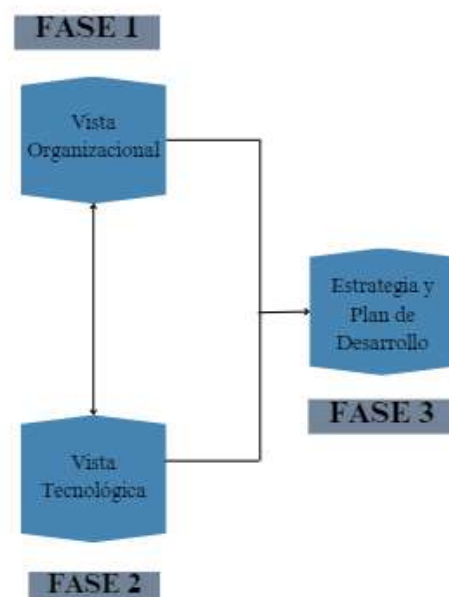 FASE 1
Vista
Organizacional
Estrategia y
Plan de
Desarrollo
FASE 3
Vista
Tecnológica
FASE 2